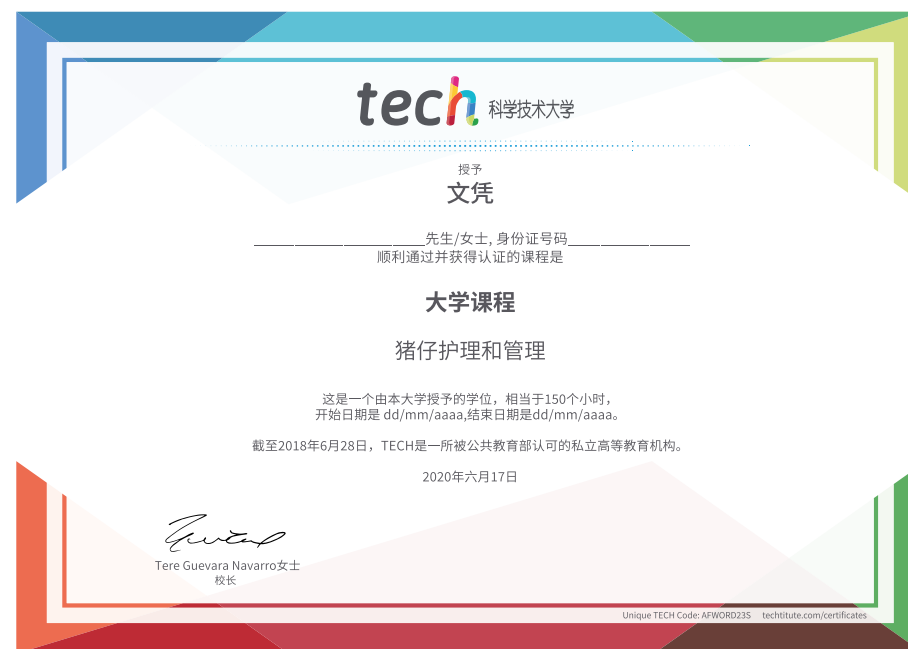 tech 科学技术大学
授予
文凭
先生/女士, 身份证号码
顺利通过并获得认证的课程是
大学课程
猪仔护理和管理
这是一个由本大学授予的学位，相当于150个小时，
开始日期是 dd/mm/aaaa,结束日期是dd/mm/aaaa。
截至2018年6月28日，TECH是一所被公共教育部认可的私立高等教育机构。
2020年六月17日
Tere Guevara Navarro女士
校长
Unique TECH Code: AFWORD23S techtitute.com/certificates